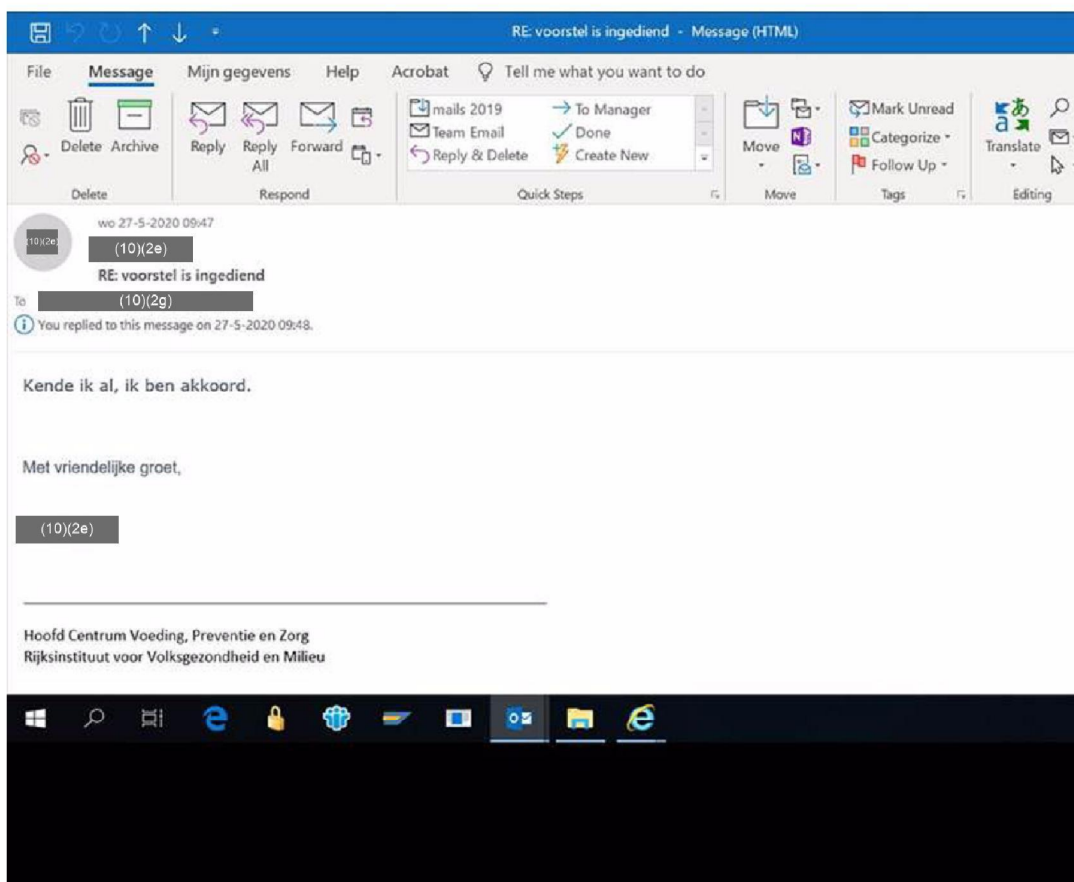 RE: voorstel is ingediend - Message (HTML)
File Message Mijn gegevens Help Acrobat Tell me what you want to do
Delete Archive
Reply Reply All Forward
mails 2019 To Manager
Team Email Done
Reply & Delete Create New
Move
Mark Unread
Categorize
Follow Up
Translate
Delete Respond Quick Steps Move Tags Editing
wo 27-5-2020 09:47
(10)(2e)
(10)(2e)
RE: voorstel is ingediend
To (10)(2g)
You replied to this message on 27-5-2020 09:48.
Kende ik al, ik ben akkoord.
Met vriendelijke groet,
(10)(2e)
Hoofd Centrum Voeding, Preventie en Zorg
Rijksinstituut voor Volksgezondheid en Milieu